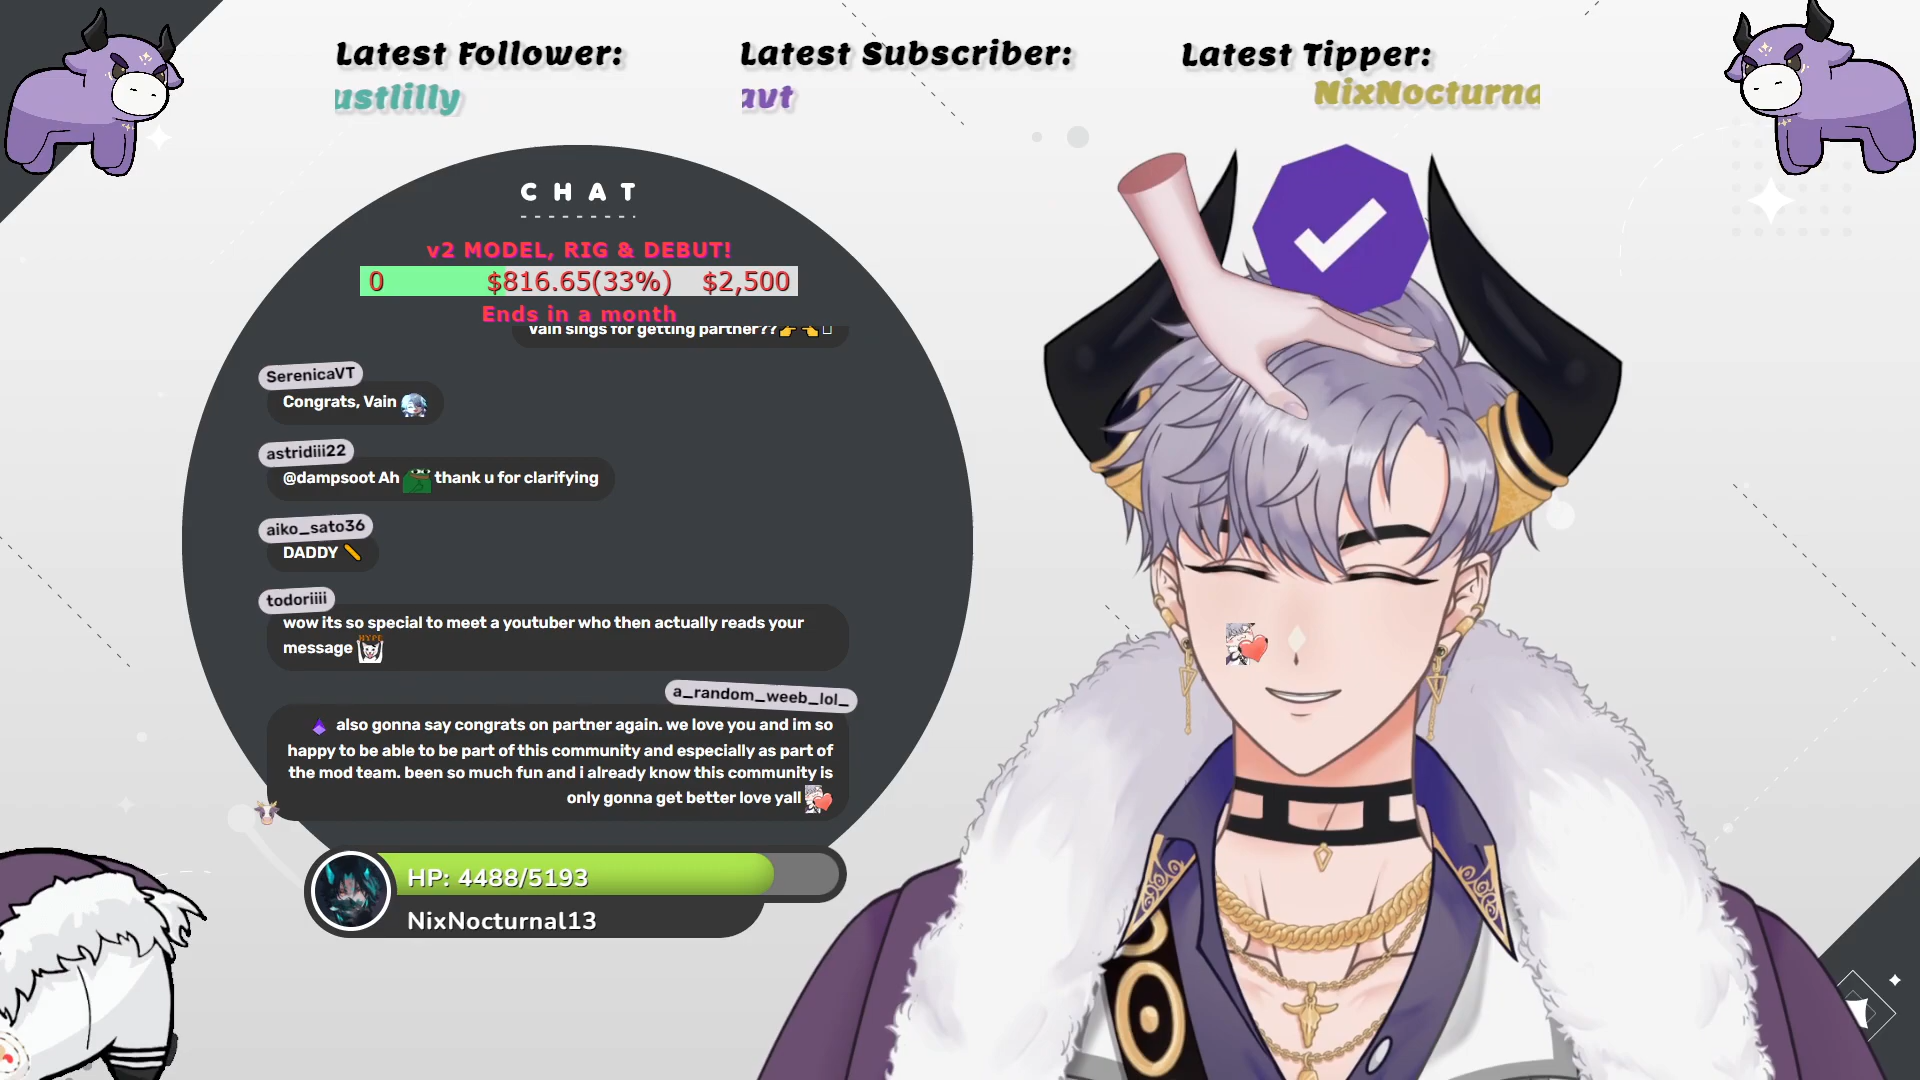 Latest Follower:
ustlilly
Latest Subscriber:
avt
Latest Tipper:
NixNocturna
CHAT
v2 MODEL, RIG & DEBUT!
0 $816.65(33%) $2,500
Ends in a month
Vain sings for getting partner??
SerenicaVT
Congrats, Vain
astridiii22
@dampsoot Ah thank u for clarifying
aiko_sato36
DADDY
todoriiii
wow its so special to meet a youtuber who then actually reads your
message
HYPE
a_random_weeb_lol_
also gonna say congrats on partner again. we love you and im so
happy to be able to be part of this community and especially as part of
the mod team. been so much fun and i already know this community is
only gonna get better love yall
HP: 4488/5193
NixNocturnal13